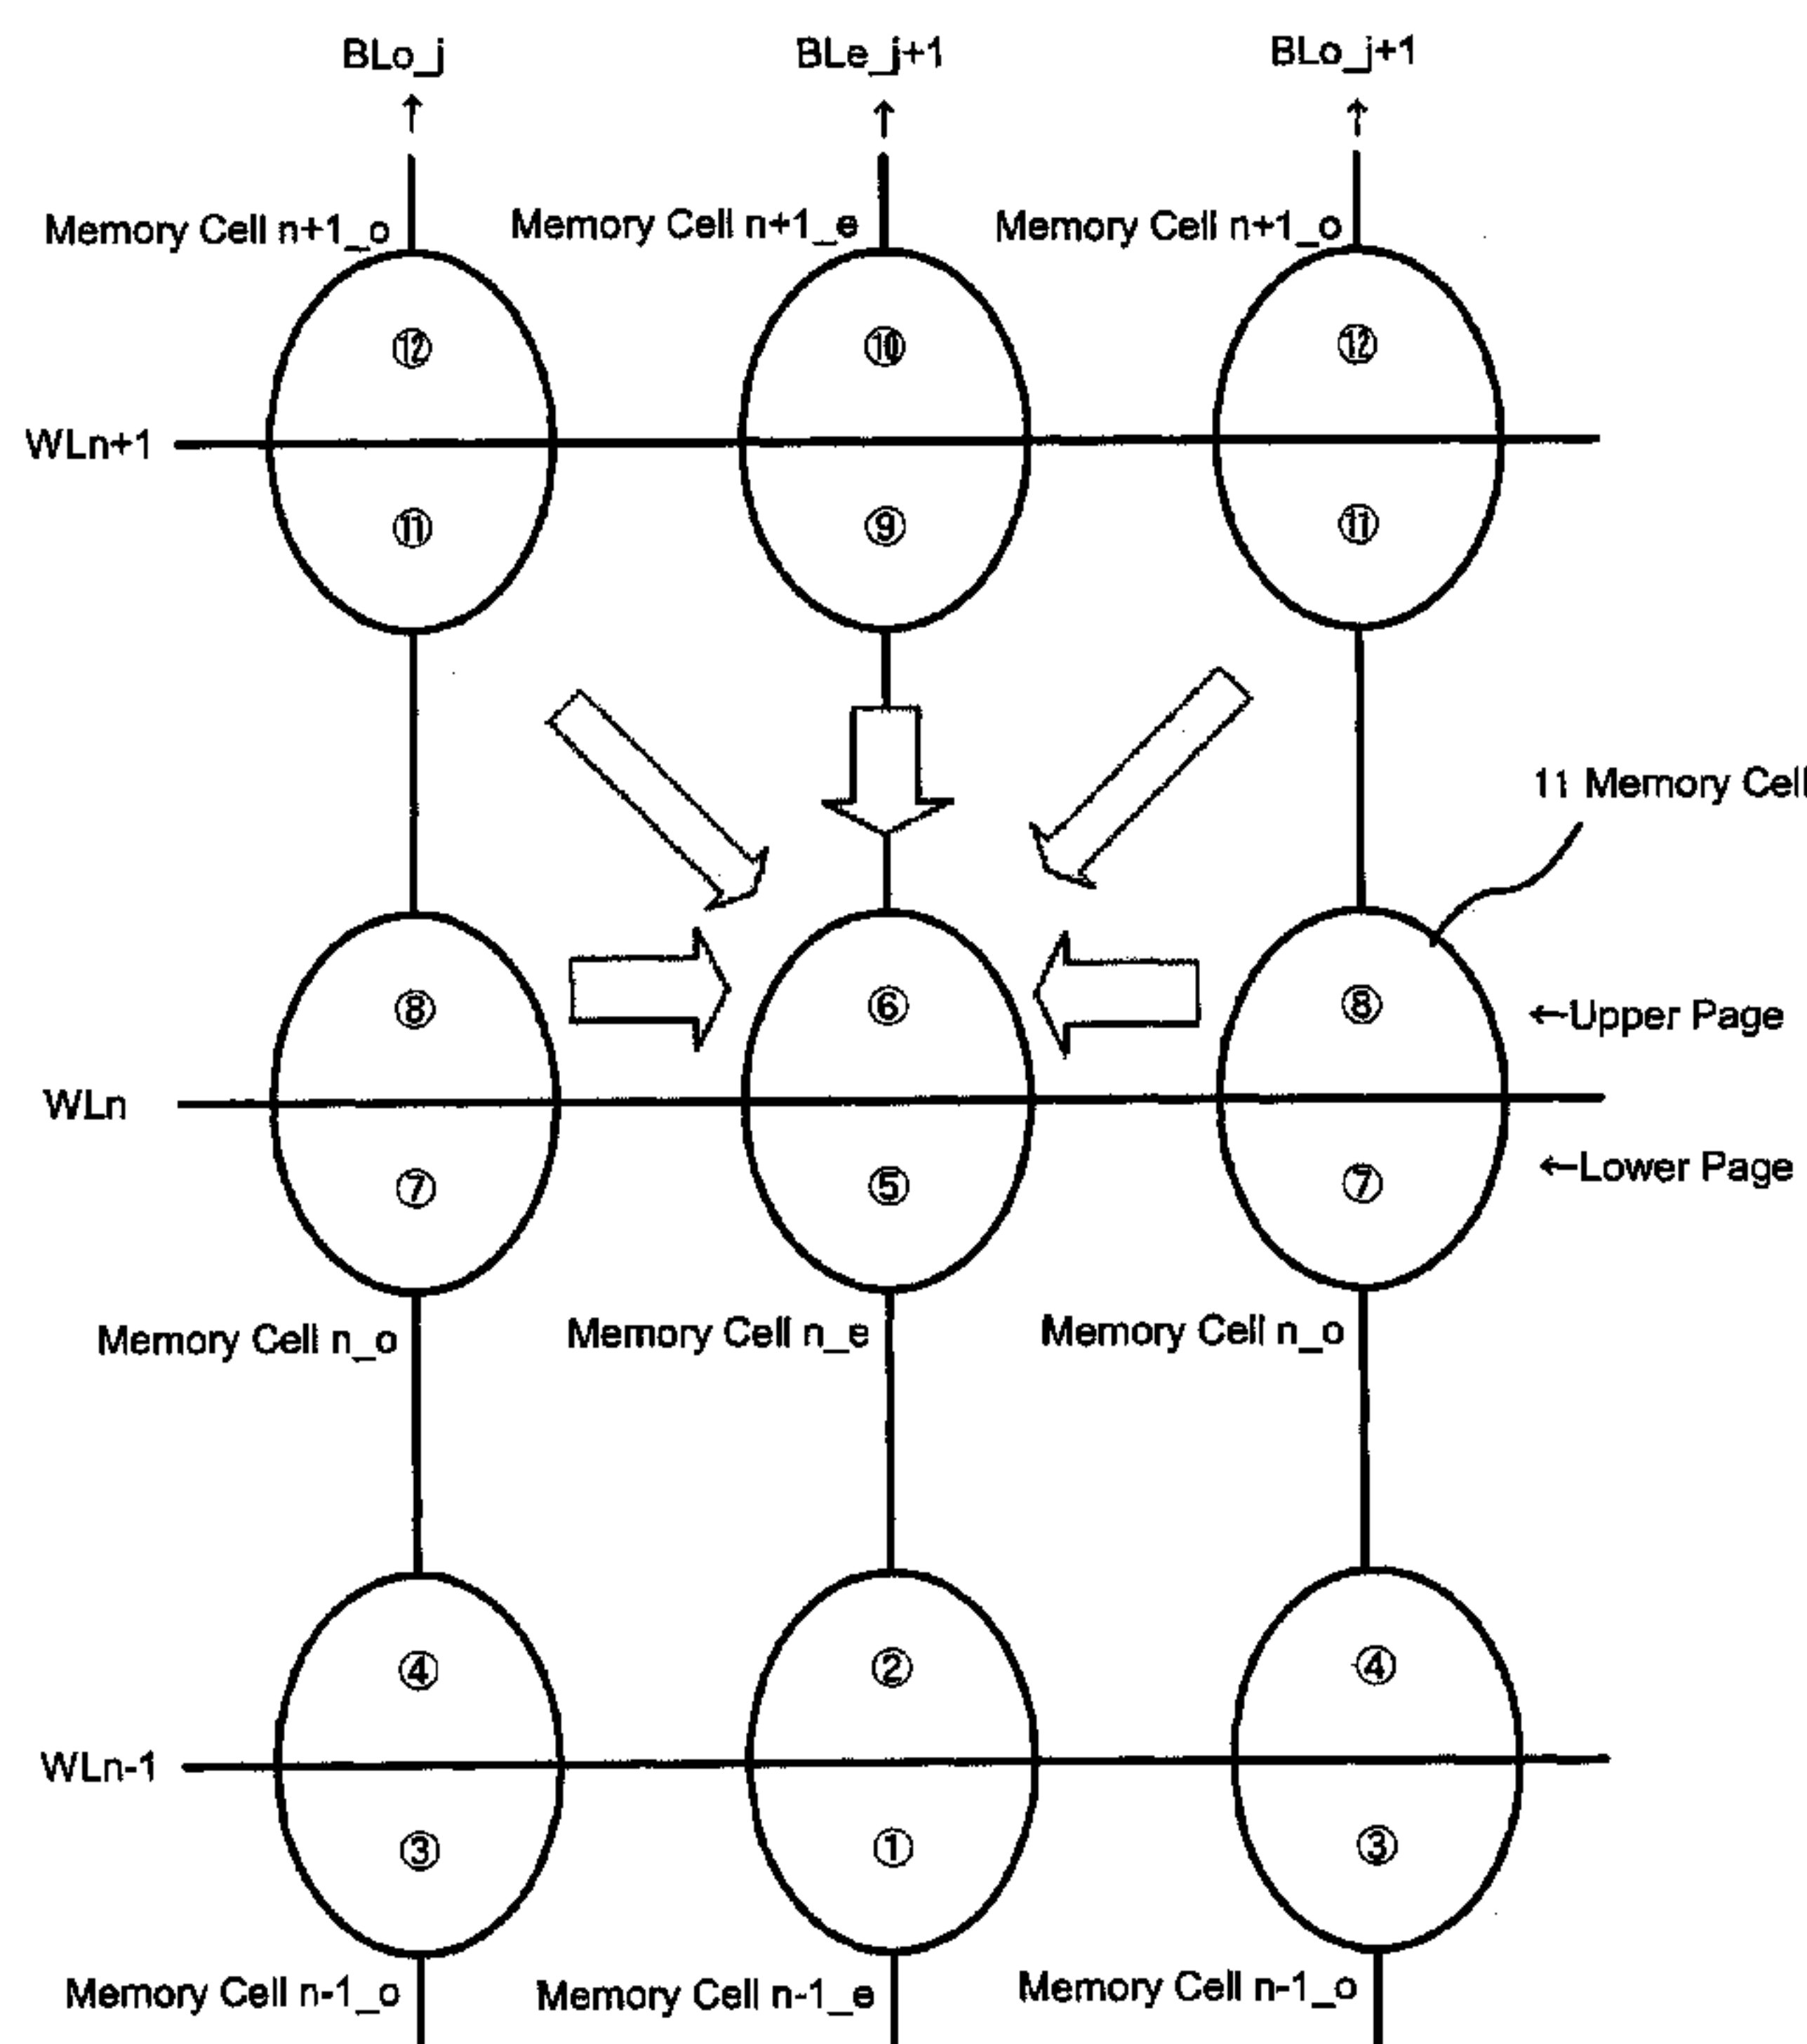 BLo_j BLe_j+1 BLo_j+1
↑ ↑ ↑
Memory Cell n+1_o Memory Cell n+1_e Memory Cell n+1_o
⑫ ⑩ ⑫
WLn+1
⑪ ⑨ ⑪
11 Memory Cell
⑧ ⑥ ⑧ ←Upper Page
WLn
⑦ ⑤ ⑦ ←Lower Page
Memory Cell n_o Memory Cell n_e Memory Cell n_o
④ ② ④
WLn-1
③ ① ③
Memory Cell n-1_o Memory Cell n-1_e Memory Cell n-1_o